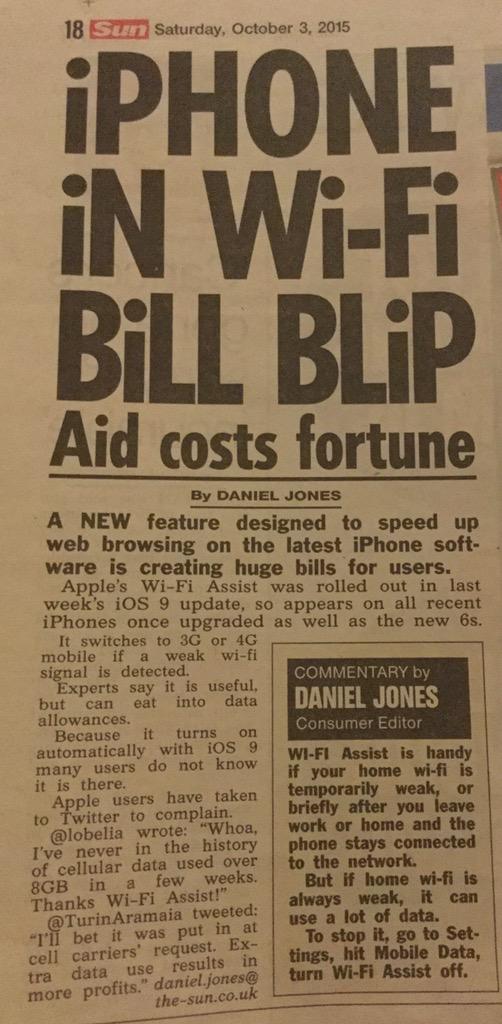 18 Sun Saturday, October 3, 2015
iPHONE
iN Wi-Fi
BiLL BLiP
Aid costs fortune
By DANIEL JONES
A NEW feature designed to speed up
web browsing on the latest iPhone soft-
ware is creating huge bills for users.
Apple's Wi-Fi Assist was rolled out in last
week's iOS 9 update, so appears on all recent
iPhones once upgraded as well as the new 6s.
It switches to 3G or 4G
mobile if a weak wi-fi
signal is detected.
Experts say it is useful,
but can eat into data
allowances.
Because it turns on
automatically with iOS 9
many users do not know
it is there.
Apple users have taken
to Twitter to complain.
@lobelia wrote: “Whoa,
I've never in the history
of cellular data used over
8GB in a few weeks.
Thanks Wi-Fi Assist!”
@TurinAramaia tweeted:
“I'll bet it was put in at
cell carriers' request. Ex-
tra data use results in
more profits.” daniel.jones@
the-sun.co.uk
COMMENTARY by
DANIEL JONES
Consumer Editor
WI-FI Assist is handy
if your home wi-fi is
temporarily weak, or
briefly after you leave
work or home and the
phone stays connected
to the network.
But if home wi-fi is
always weak, it can
use a lot of data.
To stop it, go to Set-
tings, hit Mobile Data,
turn Wi-Fi Assist off.